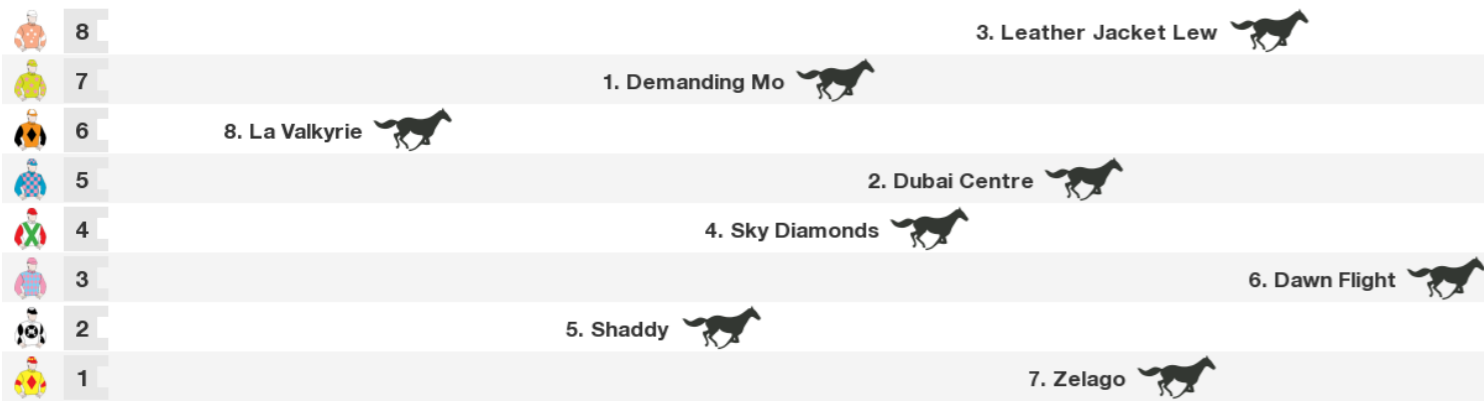 8 3. Leather Jacket Lew
7 1. Demanding Mo
6 8. La Valkyrie
5 2. Dubai Centre
4 4. Sky Diamonds
3 6. Dawn Flight
2 5. Shaddy
1 7. Zelago